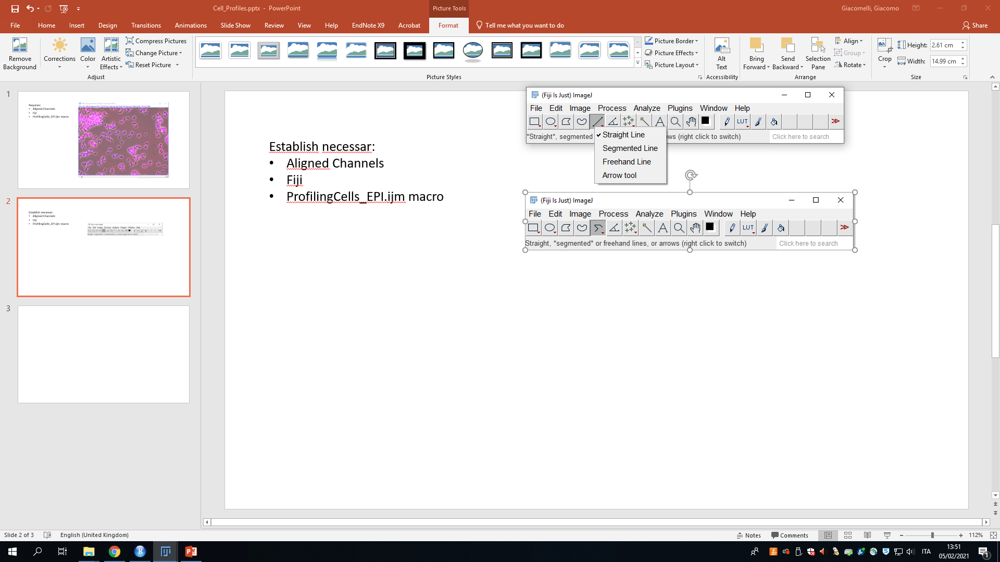 Cell_Profiles.pptx - PowerPoint
Picture Tools
Giacomelli, Giacomo
File Home Insert Design Transitions Animations Slide Show Review View Help EndNote X9 Acrobat Format Tell me what you want to do Share
Remove Background
Corrections
Color
Artistic Effects
Compress Pictures
Change Picture
Reset Picture
Adjust
Picture Styles
Picture Border
Picture Effects
Picture Layout
Alt Text
Accessibility
Bring Forward
Send Backward
Selection Pane
Align
Group
Rotate
Arrange
Crop
Height: 2.61 cm
Width: 14.99 cm
Size
1
Requires:
• Aligned Channels
• Fiji
• ProfilingCells_EPI.ijm macro
2
Establish necessar:
• Aligned Channels
• Fiji
• ProfilingCells_EPI.ijm macro
3
Establish necessar:
• Aligned Channels
• Fiji
• ProfilingCells_EPI.ijm macro
(Fiji Is Just) ImageJ
File Edit Image Process Analyze Plugins Window Help
A LUT >>
*Straight*, segmented ows (right click to switch) Click here to search
Straight Line
Segmented Line
Freehand Line
Arrow tool
(Fiji Is Just) ImageJ
File Edit Image Process Analyze Plugins Window Help
A LUT >>
Straight, *segmented* or freehand lines, or arrows (right click to switch) Click here to search
Slide 2 of 3 English (United Kingdom) Notes Comments 112%
R ITA
13:51
05/02/2021
1